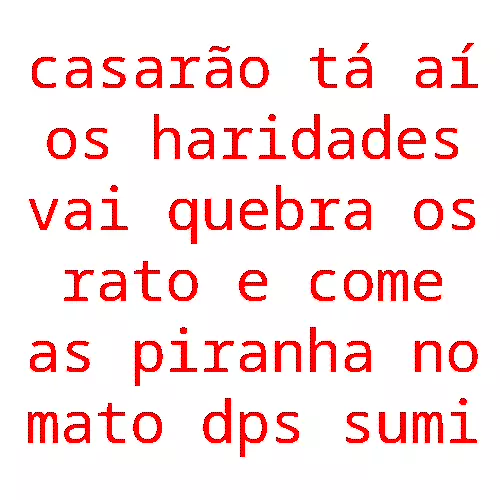 casarão tá aí
os haridades
vai quebra os
rato e come
as piranha no
mato dps sumi